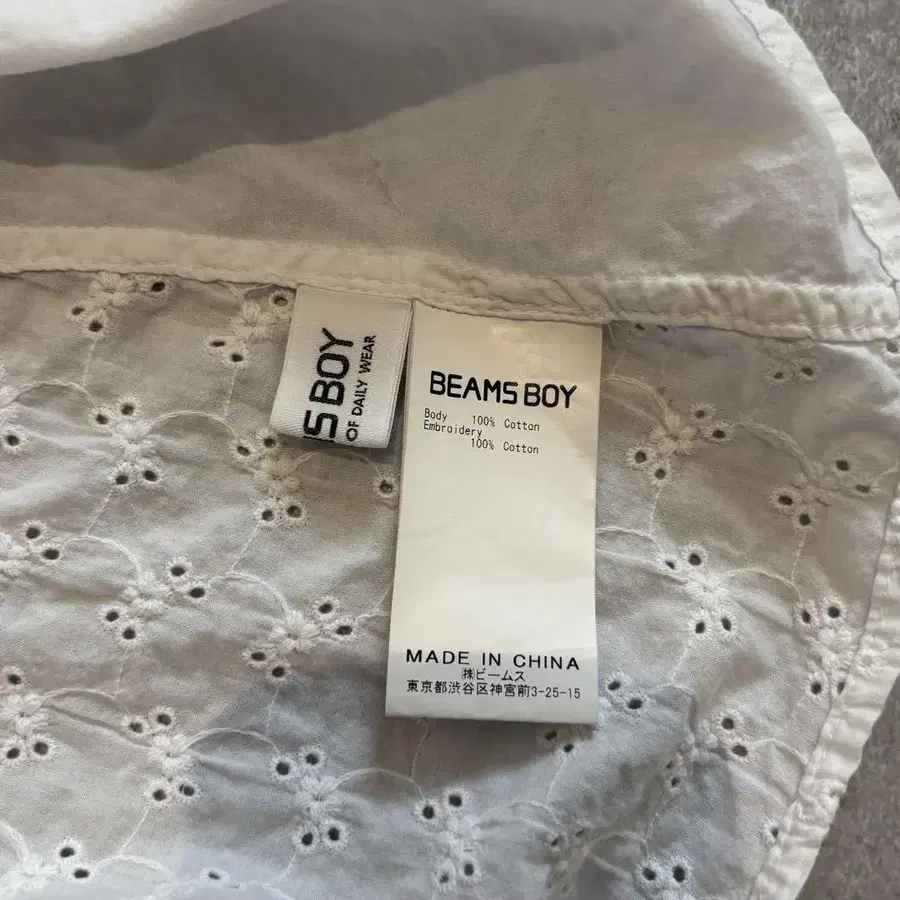 S BOY
OF DAILY WEAR
BEAMS BOY
Body 100% Cotton
Embroidery
100% Cotton
MADE IN CHINA
㈱ビームス
東京都渋谷区神宮前3-25-15